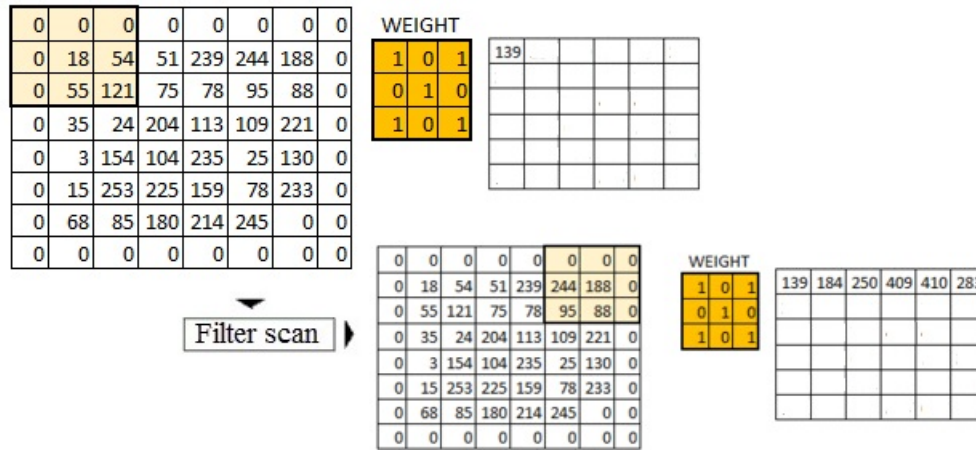 0 0 0 0 0 0 0 0
0 18 54 51 239 244 188 0
0 55 121 75 78 95 88 0
0 35 24 204 113 109 221 0
0 3 154 104 235 25 130 0
0 15 253 225 159 78 233 0
0 68 85 180 214 245 0 0
0 0 0 0 0 0 0 0
WEIGHT
1 0 1
0 1 0
1 0 1
139
Filter scan
0 0 0 0 0 0 0 0
0 18 54 51 239 244 188 0
0 55 121 75 78 95 88 0
0 35 24 204 113 109 221 0
0 3 154 104 235 25 130 0
0 15 253 225 159 78 233 0
0 68 85 180 214 245 0 0
0 0 0 0 0 0 0 0
WEIGHT
1 0 1
0 1 0
1 0 1
139 184 250 409 410 283